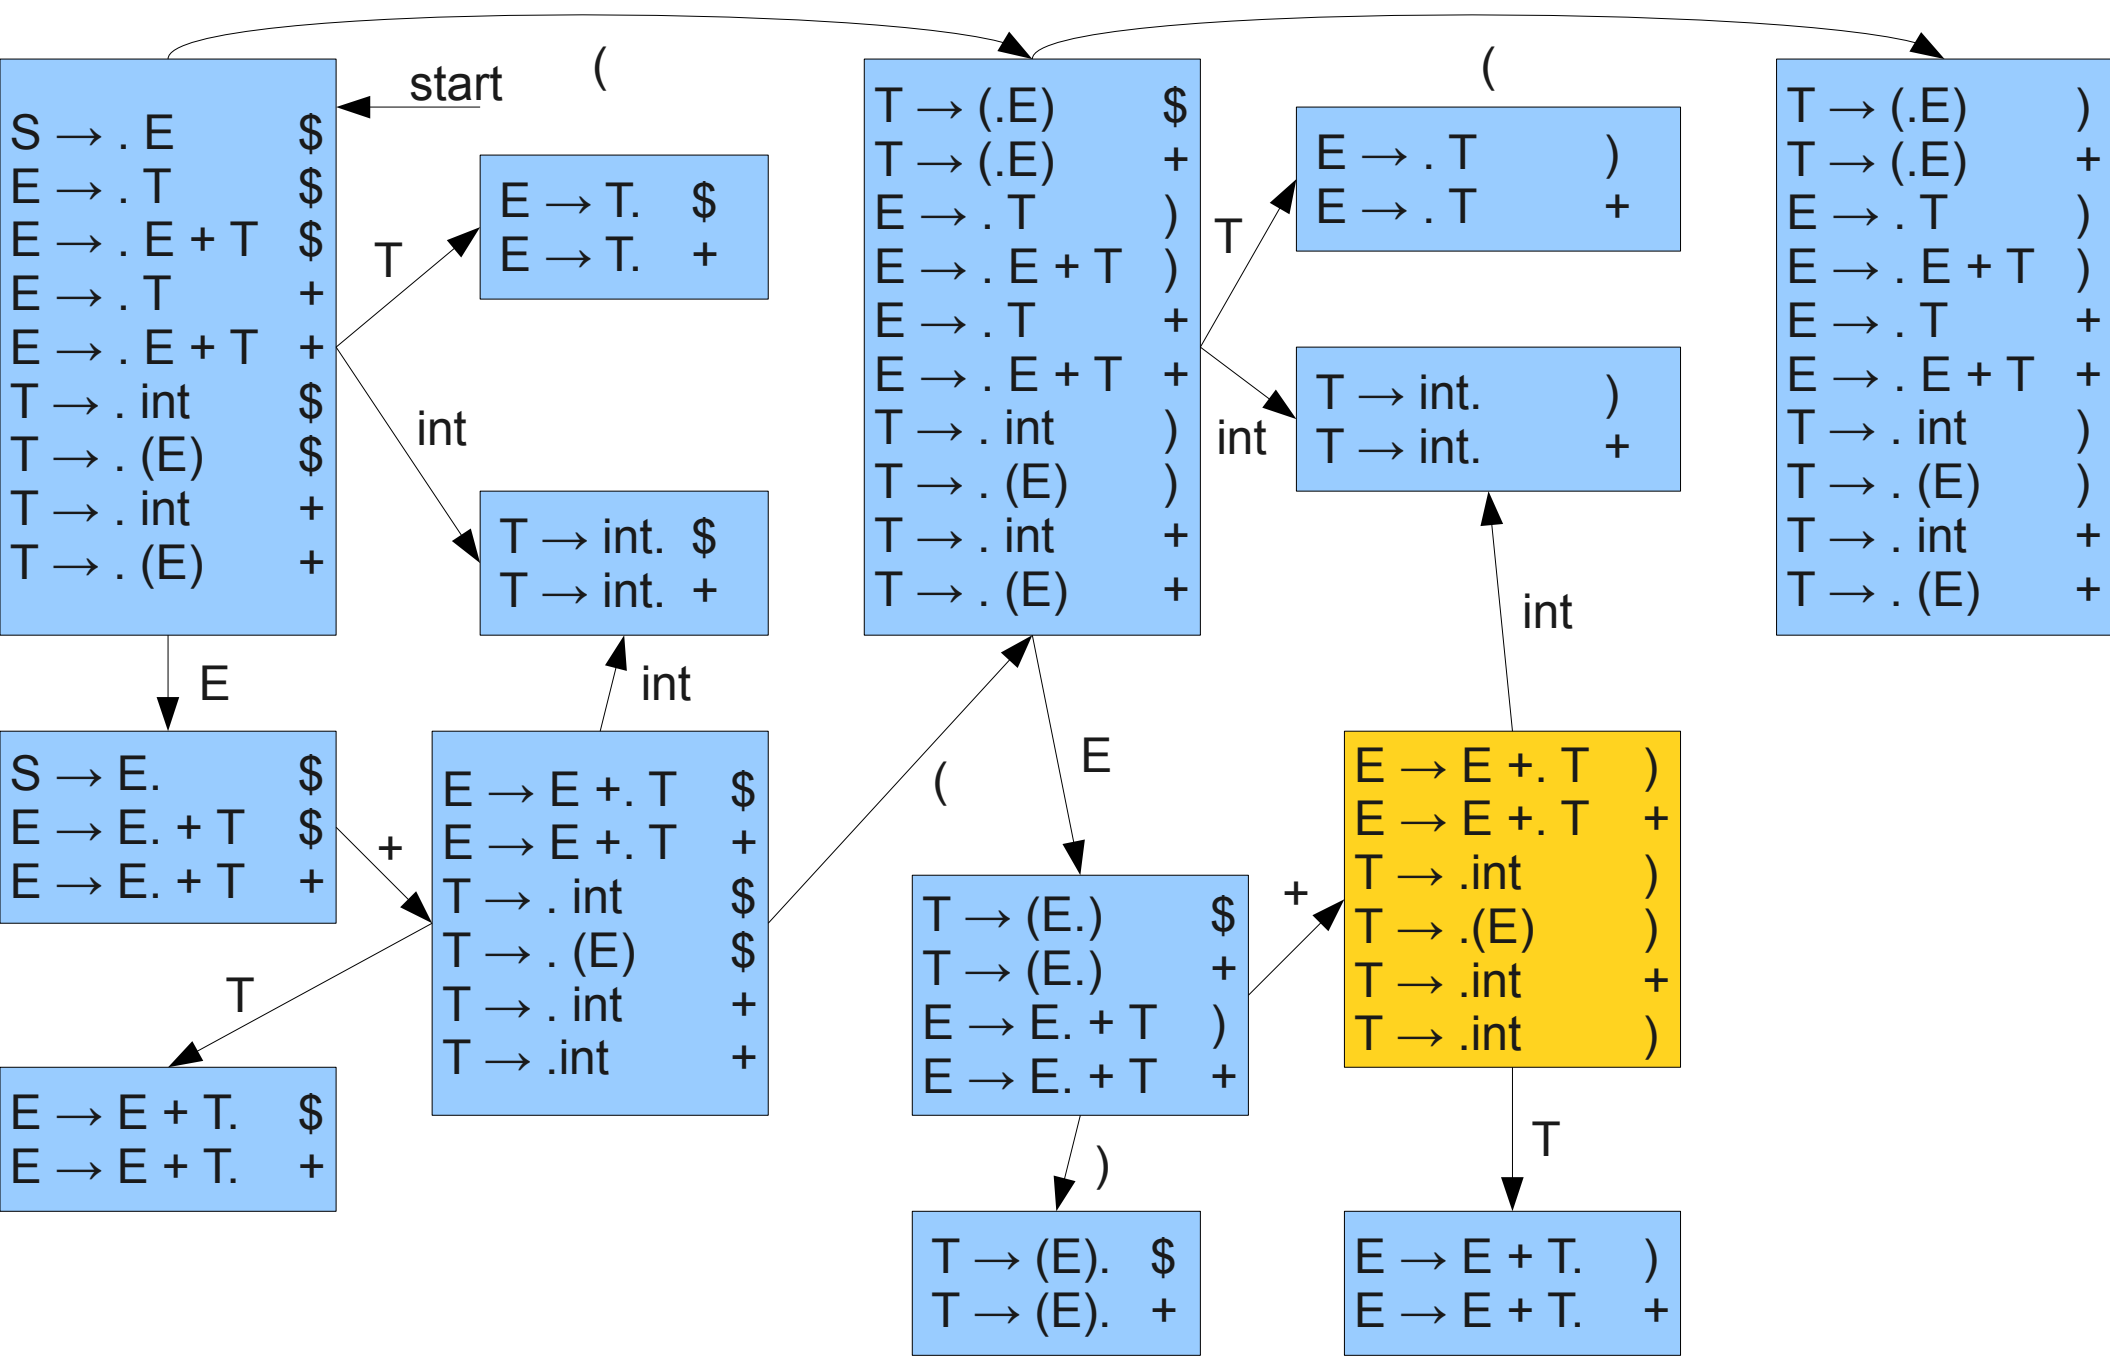 start
(
(
S → . E $
E → . T $
E → . E + T $
E → . T +
E → . E + T +
T → . int $
T → . (E) $
T → . int +
T → . (E) +
T
E → T. $
E → T. +
int
T → int. $
T → int. +
T → (.E) $
T → (.E) +
E → . T )
E → . E + T )
E → . T +
E → . E + T +
T → . int )
T → . (E) )
T → . int +
T → . (E) +
T
E → . T )
E → . T +
int
T → int. )
T → int. +
T → (.E) )
T → (.E) +
E → . T )
E → . E + T )
E → . T +
E → . E + T +
T → . int )
T → . (E) )
T → . int +
T → . (E) +
E
int
int
S → E. $
E → E. + T $
E → E. + T +
+
E → E +. T $
E → E +. T +
T → . int $
T → . (E) $
T → . int +
T → .int +
(
E
T
E → E + T. $
E → E + T. +
T → (E.) $
T → (E.) +
E → E. + T )
E → E. + T +
+
E → E +. T )
E → E +. T +
T → .int )
T → .(E) )
T → .int +
T → .int )
)
T
T → (E). $
T → (E). +
E → E + T. )
E → E + T. +